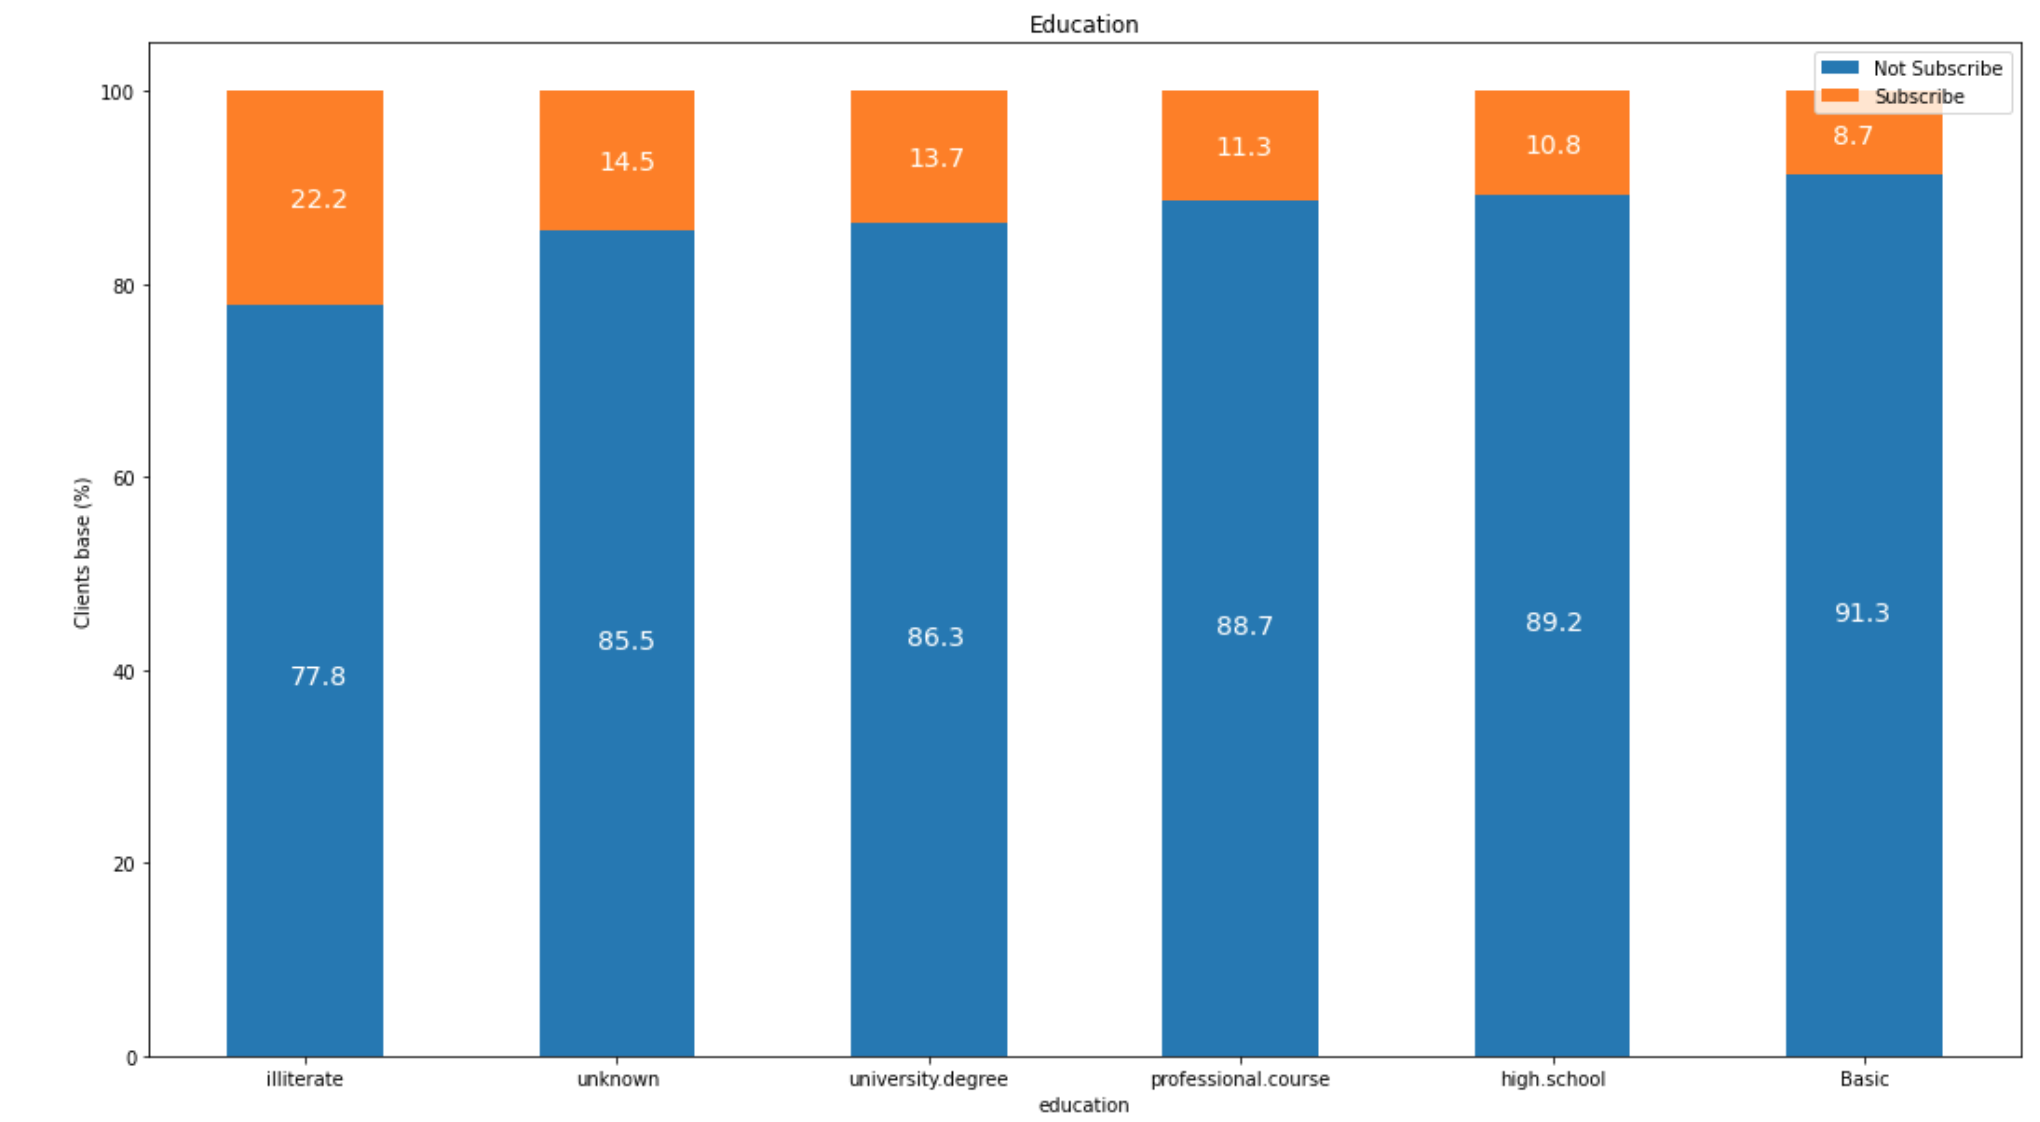 Education
Not Subscribe
Subscribe
100
80
60
40
20
0
Clients base (%)
22.2
14.5
13.7
11.3
10.8
8.7
77.8
85.5
86.3
88.7
89.2
91.3
illiterate
unknown
university.degree
professional.course
high.school
Basic
education